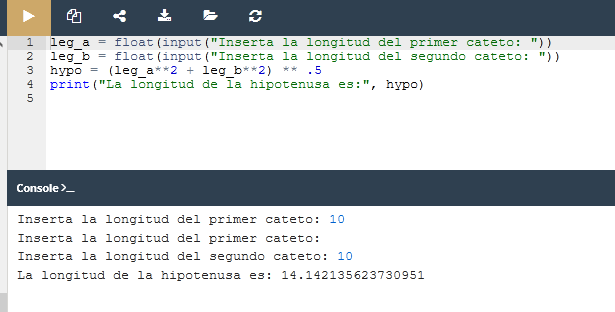 1 leg_a = float(input("Inserta la longitud del primer cateto: "))
2 leg_b = float(input("Inserta la longitud del segundo cateto: "))
3 hypo = (leg_a**2 + leg_b**2) ** .5
4 print("La longitud de la hipotenusa es:", hypo)
5
Console >_
Inserta la longitud del primer cateto: 10
Inserta la longitud del primer cateto:
Inserta la longitud del segundo cateto: 10
La longitud de la hipotenusa es: 14.142135623730951